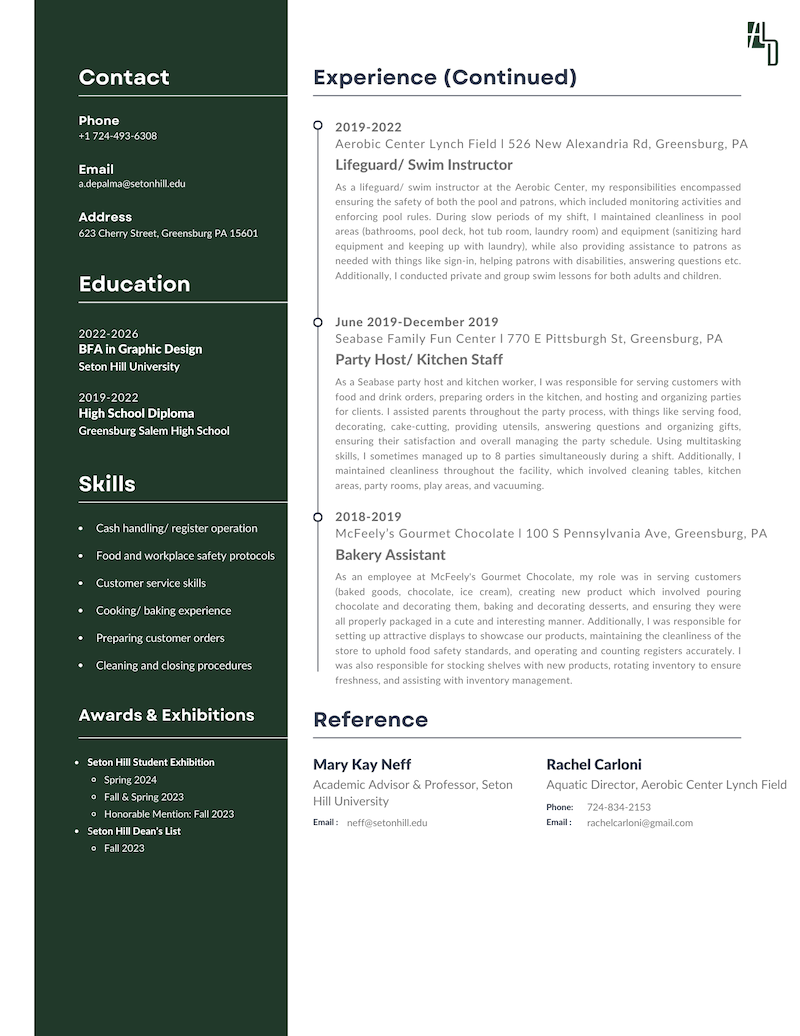 AD
Contact
Phone
+1 724-493-6308
Email
a.depalma@setonhill.edu
Address
623 Cherry Street, Greensburg PA 15601
Education
2022-2026
BFA in Graphic Design
Seton Hill University
2019-2022
High School Diploma
Greensburg Salem High School
Skills
• Cash handling/ register operation
• Food and workplace safety protocols
• Customer service skills
• Cooking/ baking experience
• Preparing customer orders
• Cleaning and closing procedures
Awards & Exhibitions
• Seton Hill Student Exhibition
Spring 2024
Fall & Spring 2023
Honorable Mention: Fall 2023
• Seton Hill Dean's List
Fall 2023
Experience (Continued)
2019-2022
Aerobic Center Lynch Field l 526 New Alexandria Rd, Greensburg, PA
Lifeguard/ Swim Instructor
As a lifeguard/ swim instructor at the Aerobic Center, my responsibilities encompassed
ensuring the safety of both the pool and patrons, which included monitoring activities and
enforcing pool rules. During slow periods of my shift, I maintained cleanliness in pool
areas (bathrooms, pool deck, hot tub room, laundry room) and equipment (sanitizing hard
equipment and keeping up with laundry), while also providing assistance to patrons as
needed with things like sign-in, helping patrons with disabilities, answering questions etc.
Additionally, I conducted private and group swim lessons for both adults and children.
June 2019-December 2019
Seabase Family Fun Center l 770 E Pittsburgh St, Greensburg, PA
Party Host/ Kitchen Staff
As a Seabase party host and kitchen worker, I was responsible for serving customers with
food and drink orders, preparing orders in the kitchen, and hosting and organizing parties
for clients. I assisted parents throughout the party process, with things like serving food,
decorating, cake-cutting, providing utensils, answering questions and organizing gifts,
ensuring their satisfaction and overall managing the party schedule. Using multitasking
skills, I sometimes managed up to 8 parties simultaneously during a shift. Additionally, I
maintained cleanliness throughout the facility, which involved cleaning tables, kitchen
areas, party rooms, play areas, and vacuuming.
2018-2019
McFeely's Gourmet Chocolate l 100 S Pennsylvania Ave, Greensburg, PA
Bakery Assistant
As an employee at McFeely's Gourmet Chocolate, my role was in serving customers
(baked goods, chocolate, ice cream), creating new product which involved pouring
chocolate and decorating them, baking and decorating desserts, and ensuring they were
all properly packaged in a cute and interesting manner. Additionally, I was responsible for
setting up attractive displays to showcase our products, maintaining the cleanliness of the
store to uphold food safety standards, and operating and counting registers accurately. I
was also responsible for stocking shelves with new products, rotating inventory to ensure
freshness, and assisting with inventory management.
Reference
Mary Kay Neff
Academic Advisor & Professor, Seton
Hill University
Email : neff@setonhill.edu
Rachel Carloni
Aquatic Director, Aerobic Center Lynch Field
Phone: 724-834-2153
Email : rachelcarloni@gmail.com